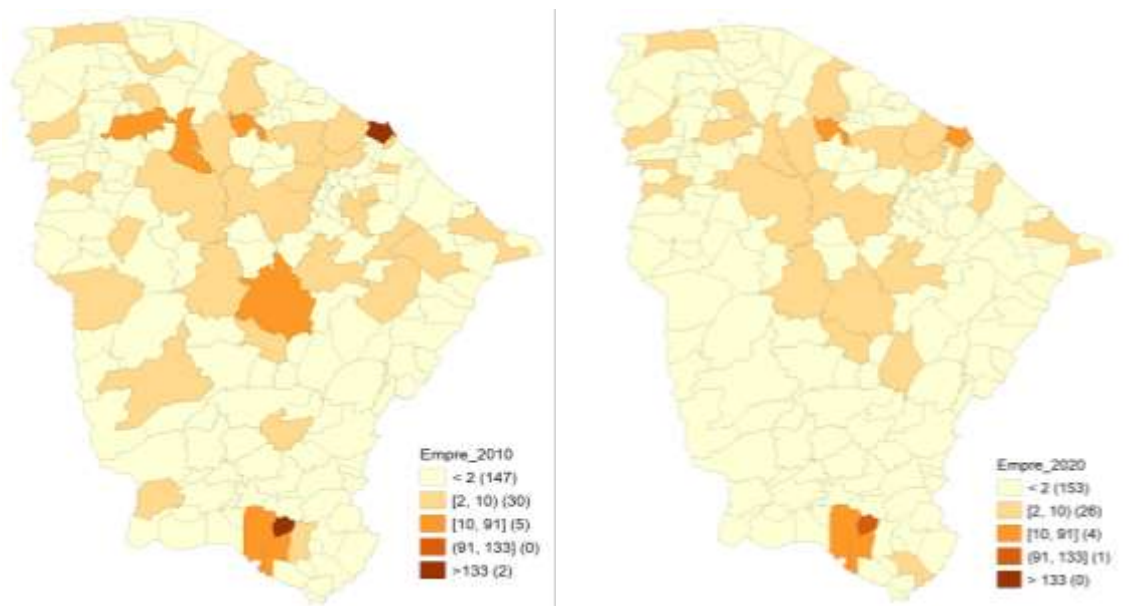 Empre_2010
< 2 (147)
[2, 10) (30)
[10, 91] (5)
(91, 133] (0)
>133 (2)
Empre_2020
< 2 (153)
[2, 10) (26)
[10, 91] (4)
(91, 133] (1)
> 133 (0)